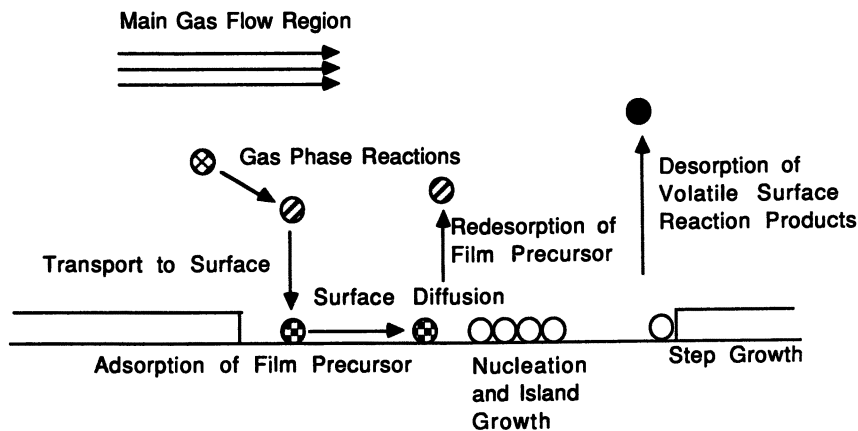 Main Gas Flow Region
Gas Phase Reactions
Desorption of
Volatile Surface
Reaction Products
Redesorption of
Film Precursor
Transport to Surface
Surface Diffusion
Adsorption of Film Precursor
Nucleation
and Island
Growth
Step Growth